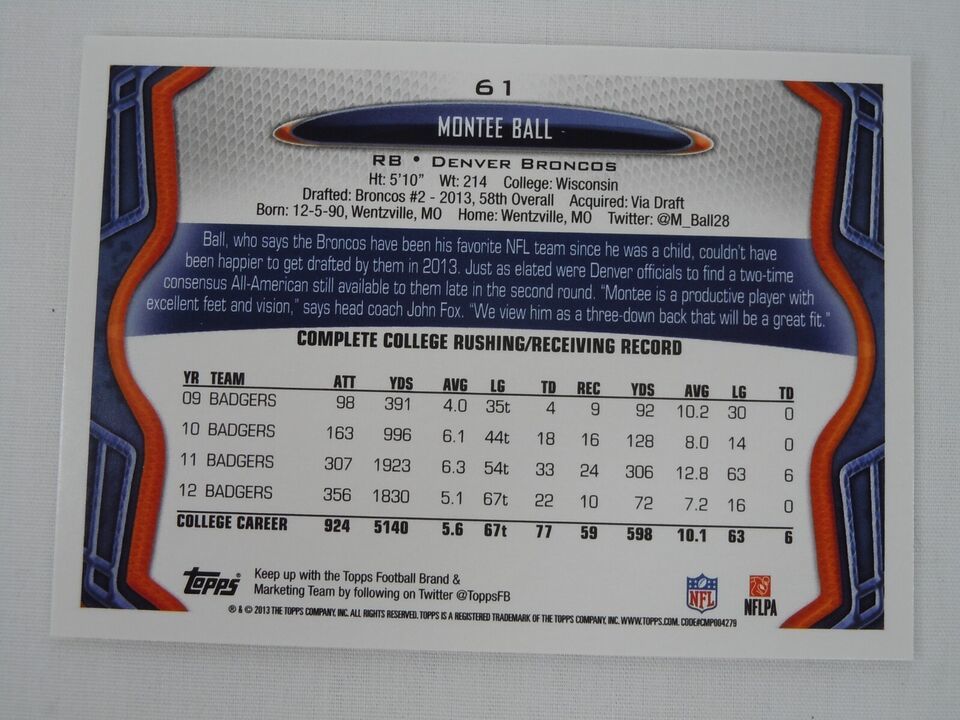 61
MONTEE BALL
RB • DENVER BRONCOS
Ht: 5'10" Wt: 214 College: Wisconsin
Drafted: Broncos #2 - 2013, 58th Overall Acquired: Via Draft
Born: 12-5-90, Wentzville, MO Home: Wentzville, MO Twitter: @M_Ball28
Ball, who says the Broncos have been his favorite NFL team since he was a child, couldn't have
been happier to get drafted by them in 2013. Just as elated were Denver officials to find a two-time
consensus All-American still available to them late in the second round. "Montee is a productive player with
excellent feet and vision," says head coach John Fox. "We view him as a three-down back that will be a great fit."
COMPLETE COLLEGE RUSHING/RECEIVING RECORD
YR TEAM ATT YDS AVG LG TD REC YDS AVG LG TD
09 BADGERS 98 391 4.0 35t 4 9 92 10.2 30 0
10 BADGERS 163 996 6.1 44t 18 16 128 8.0 14 0
11 BADGERS 307 1923 6.3 54t 33 24 306 12.8 63 6
12 BADGERS 356 1830 5.1 67t 22 10 72 7.2 16 0
COLLEGE CAREER 924 5140 5.6 67t 77 59 598 10.1 63 6
Topps Keep up with the Topps Football Brand &
Marketing Team by following on Twitter @ToppsFB
NFL NFLPA
® & © 2013 THE TOPPS COMPANY, INC. ALL RIGHTS RESERVED. TOPPS IS A REGISTERED TRADEMARK OF THE TOPPS COMPANY, INC. WWW.TOPPS.COM. CODE#CMP004279